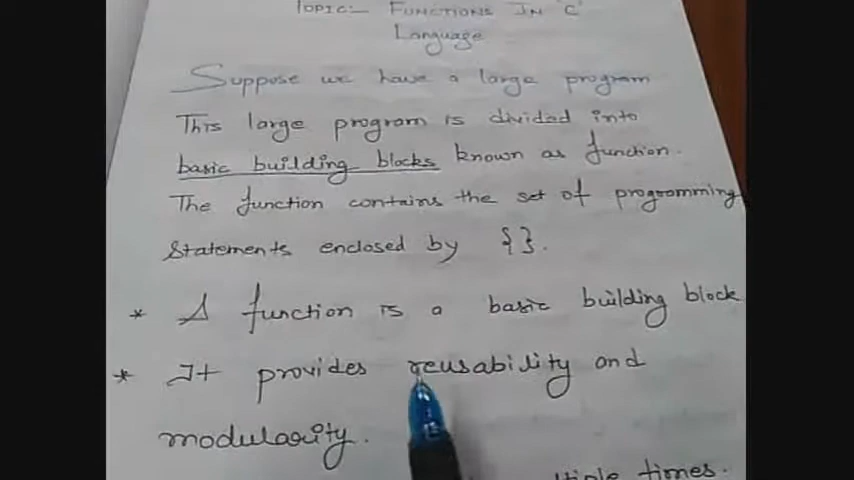 TOPIC:- FUNCTIONS IN 'C'
Language
Suppose we have a large program
This large program is divided into
basic building blocks known as function.
The function contains the set of programming
statements enclosed by {}.
* A function is a basic building block
* It provides reusability and
modularity.
times.